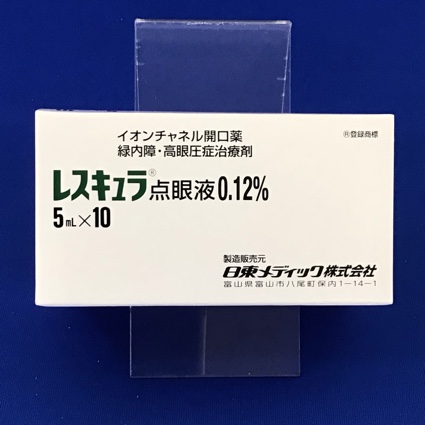 イオンチャネル開口薬
Ⓡ登録商標
緑内障・高眼圧症治療剤
レスキュラ®点眼液0.12%
5mL×10
製造販売元
日東メディック株式会社
富山県富山市八尾町保内1-14-1